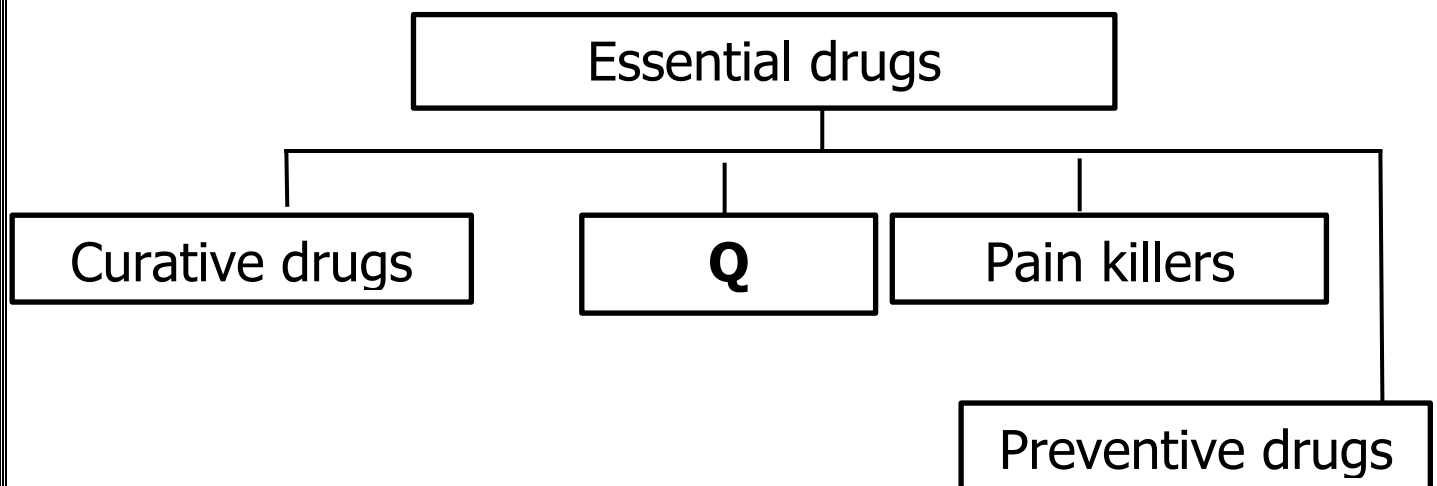 Essential drugs
Curative drugs
Q
Pain killers
Preventive drugs